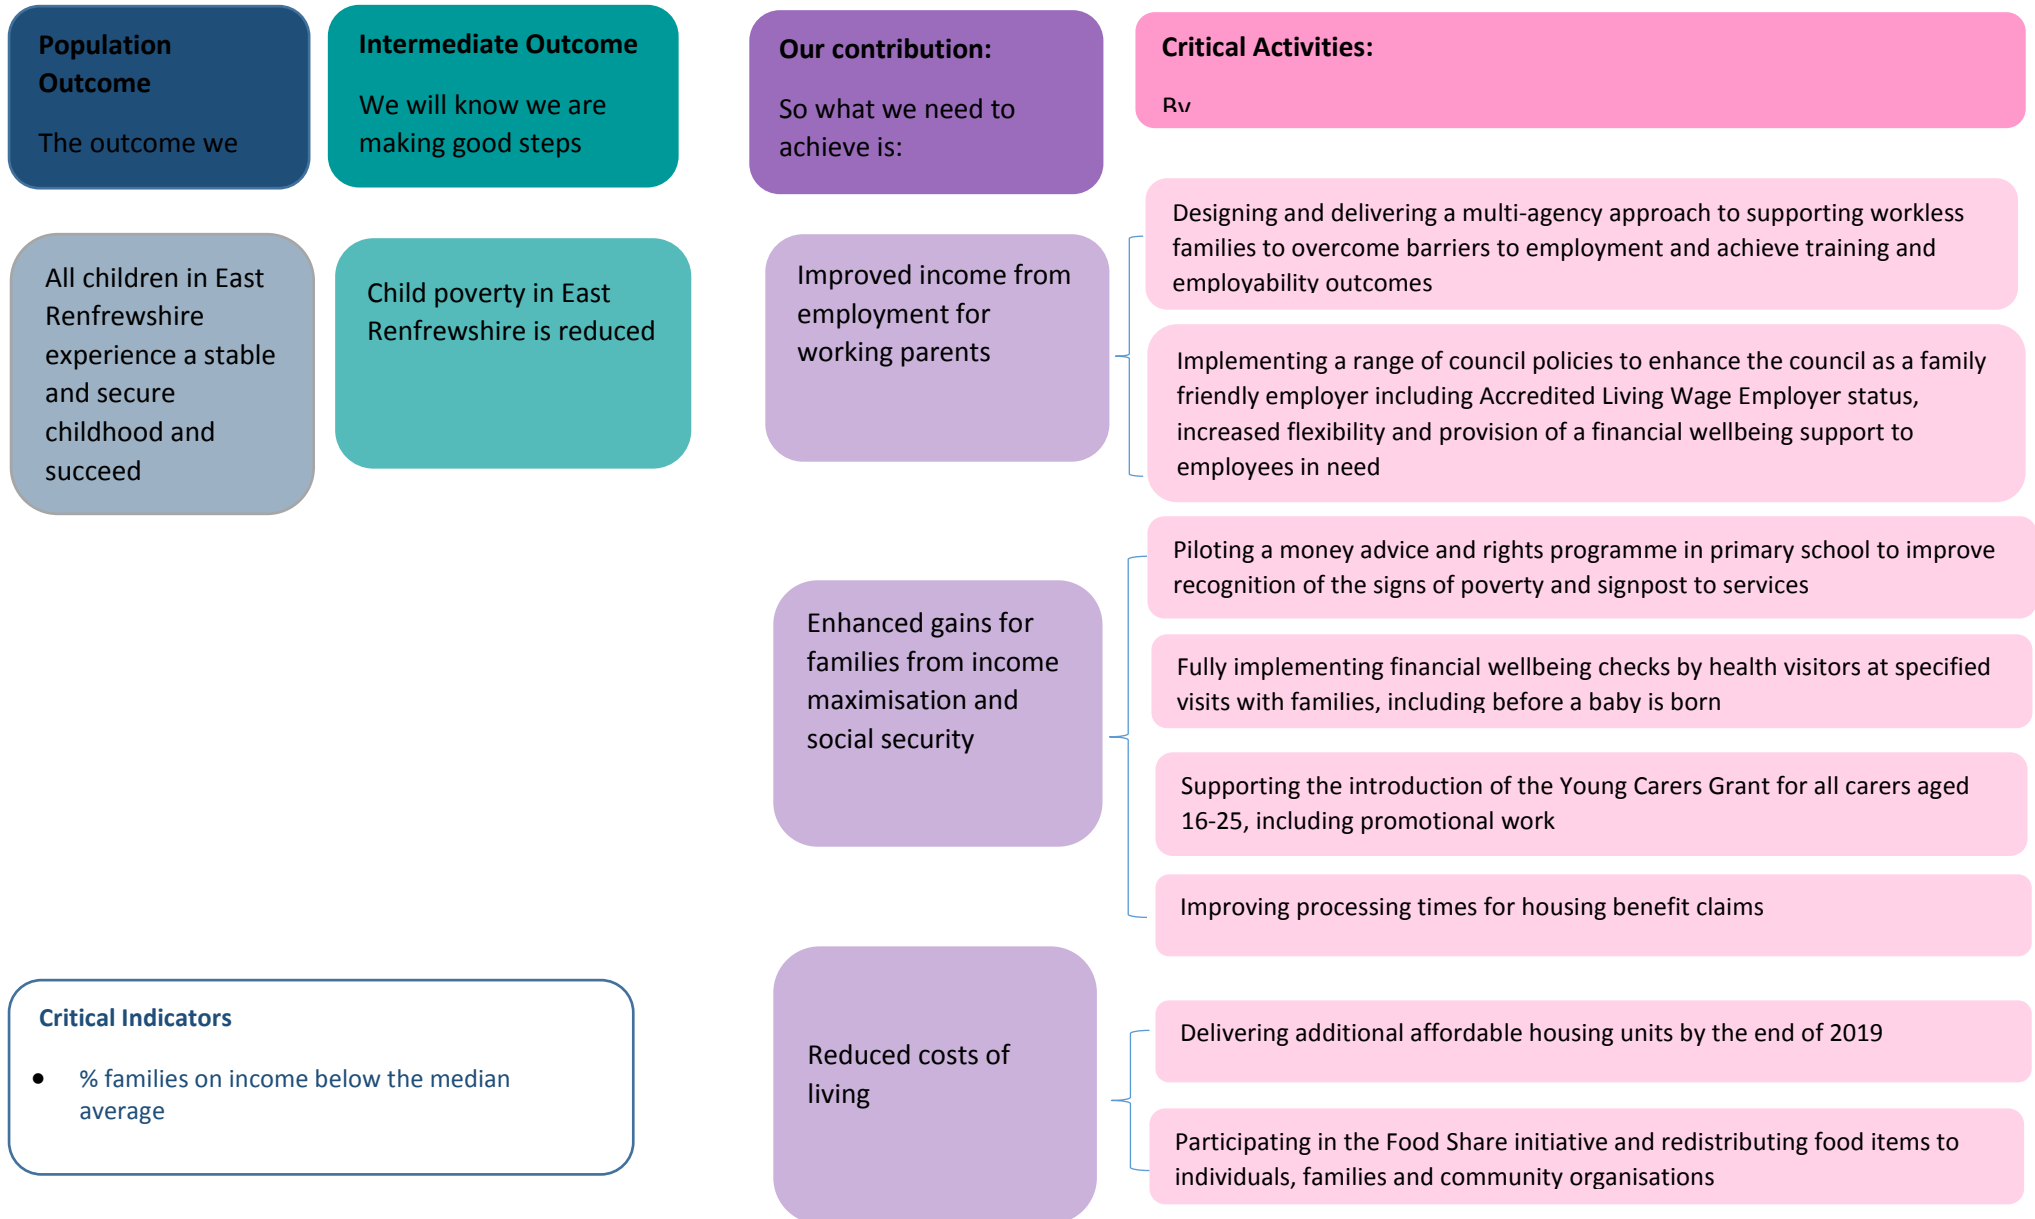 Population
Outcome
The outcome we
Intermediate Outcome
We will know we are
making good steps
Our contribution:
So what we need to
achieve is:
Critical Activities:
By
All children in East
Renfrewshire
experience a stable
and secure
childhood and
succeed
Child poverty in East
Renfrewshire is reduced
Improved income from
employment for
working parents
Designing and delivering a multi-agency approach to supporting workless
families to overcome barriers to employment and achieve training and
employability outcomes
Implementing a range of council policies to enhance the council as a family
friendly employer including Accredited Living Wage Employer status,
increased flexibility and provision of a financial wellbeing support to
employees in need
Enhanced gains for
families from income
maximisation and
social security
Piloting a money advice and rights programme in primary school to improve
recognition of the signs of poverty and signpost to services
Fully implementing financial wellbeing checks by health visitors at specified
visits with families, including before a baby is born
Supporting the introduction of the Young Carers Grant for all carers aged
16-25, including promotional work
Improving processing times for housing benefit claims
Reduced costs of
living
Delivering additional affordable housing units by the end of 2019
Participating in the Food Share initiative and redistributing food items to
individuals, families and community organisations
Critical Indicators
• % families on income below the median
average